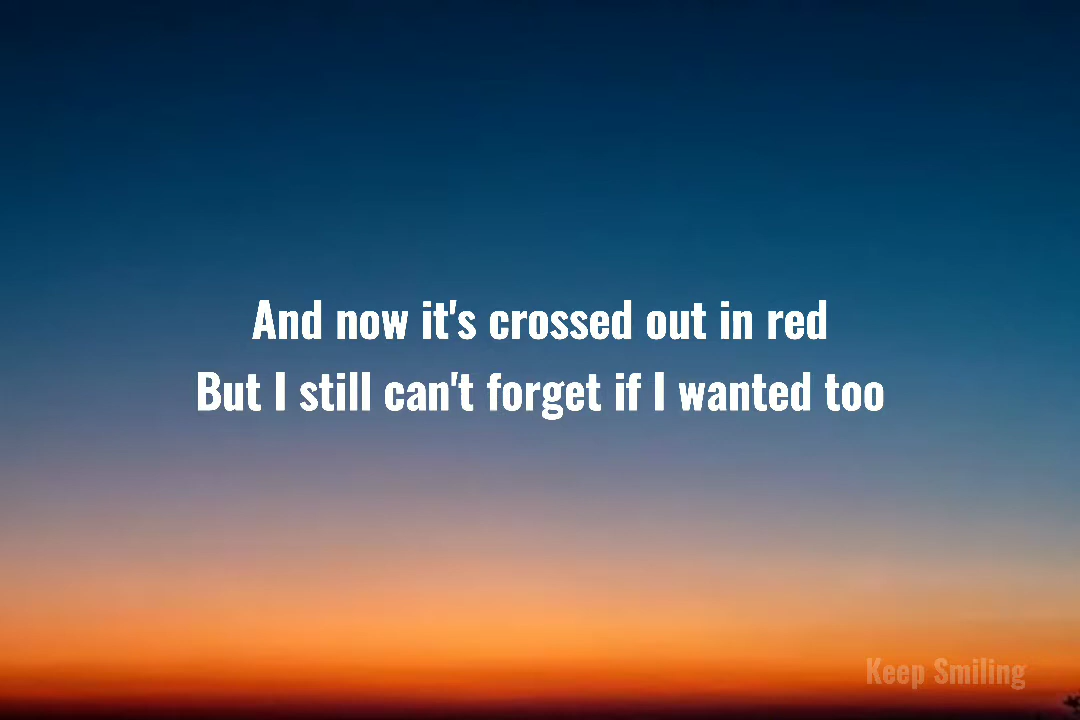 And now it's crossed out in red
But I still can't forget if I wanted too
Keep Smiling